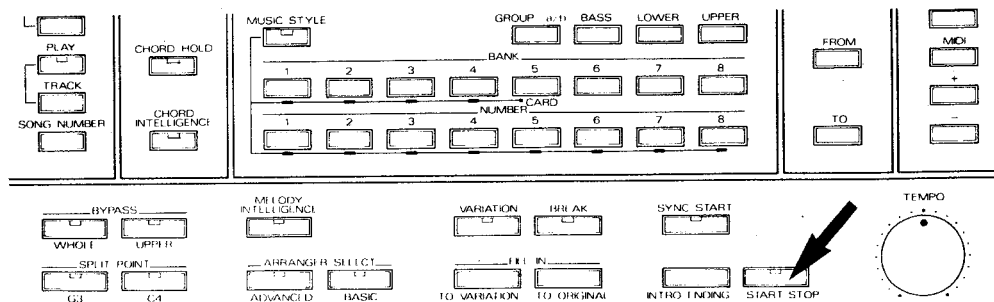 MUSIC STYLE GROUP a/b BASS LOWER UPPER
PLAY CHORD HOLD BANK FROM MIDI
1 2 3 4 5 6 7 8 +
TRACK CARD
CHORD NUMBER
SONG NUMBER INTELLIGENCE 1 2 3 4 5 6 7 8 TO -
MELODY TEMPO
BYPASS INTELLIGENCE VARIATION BREAK SYNC START
WHOLE UPPER
SPLIT POINT ARRANGER SELECT FILL IN
G3 C4 ADVANCED BASIC TO VARIATION TO ORIGINAL INTRO ENDING START STOP